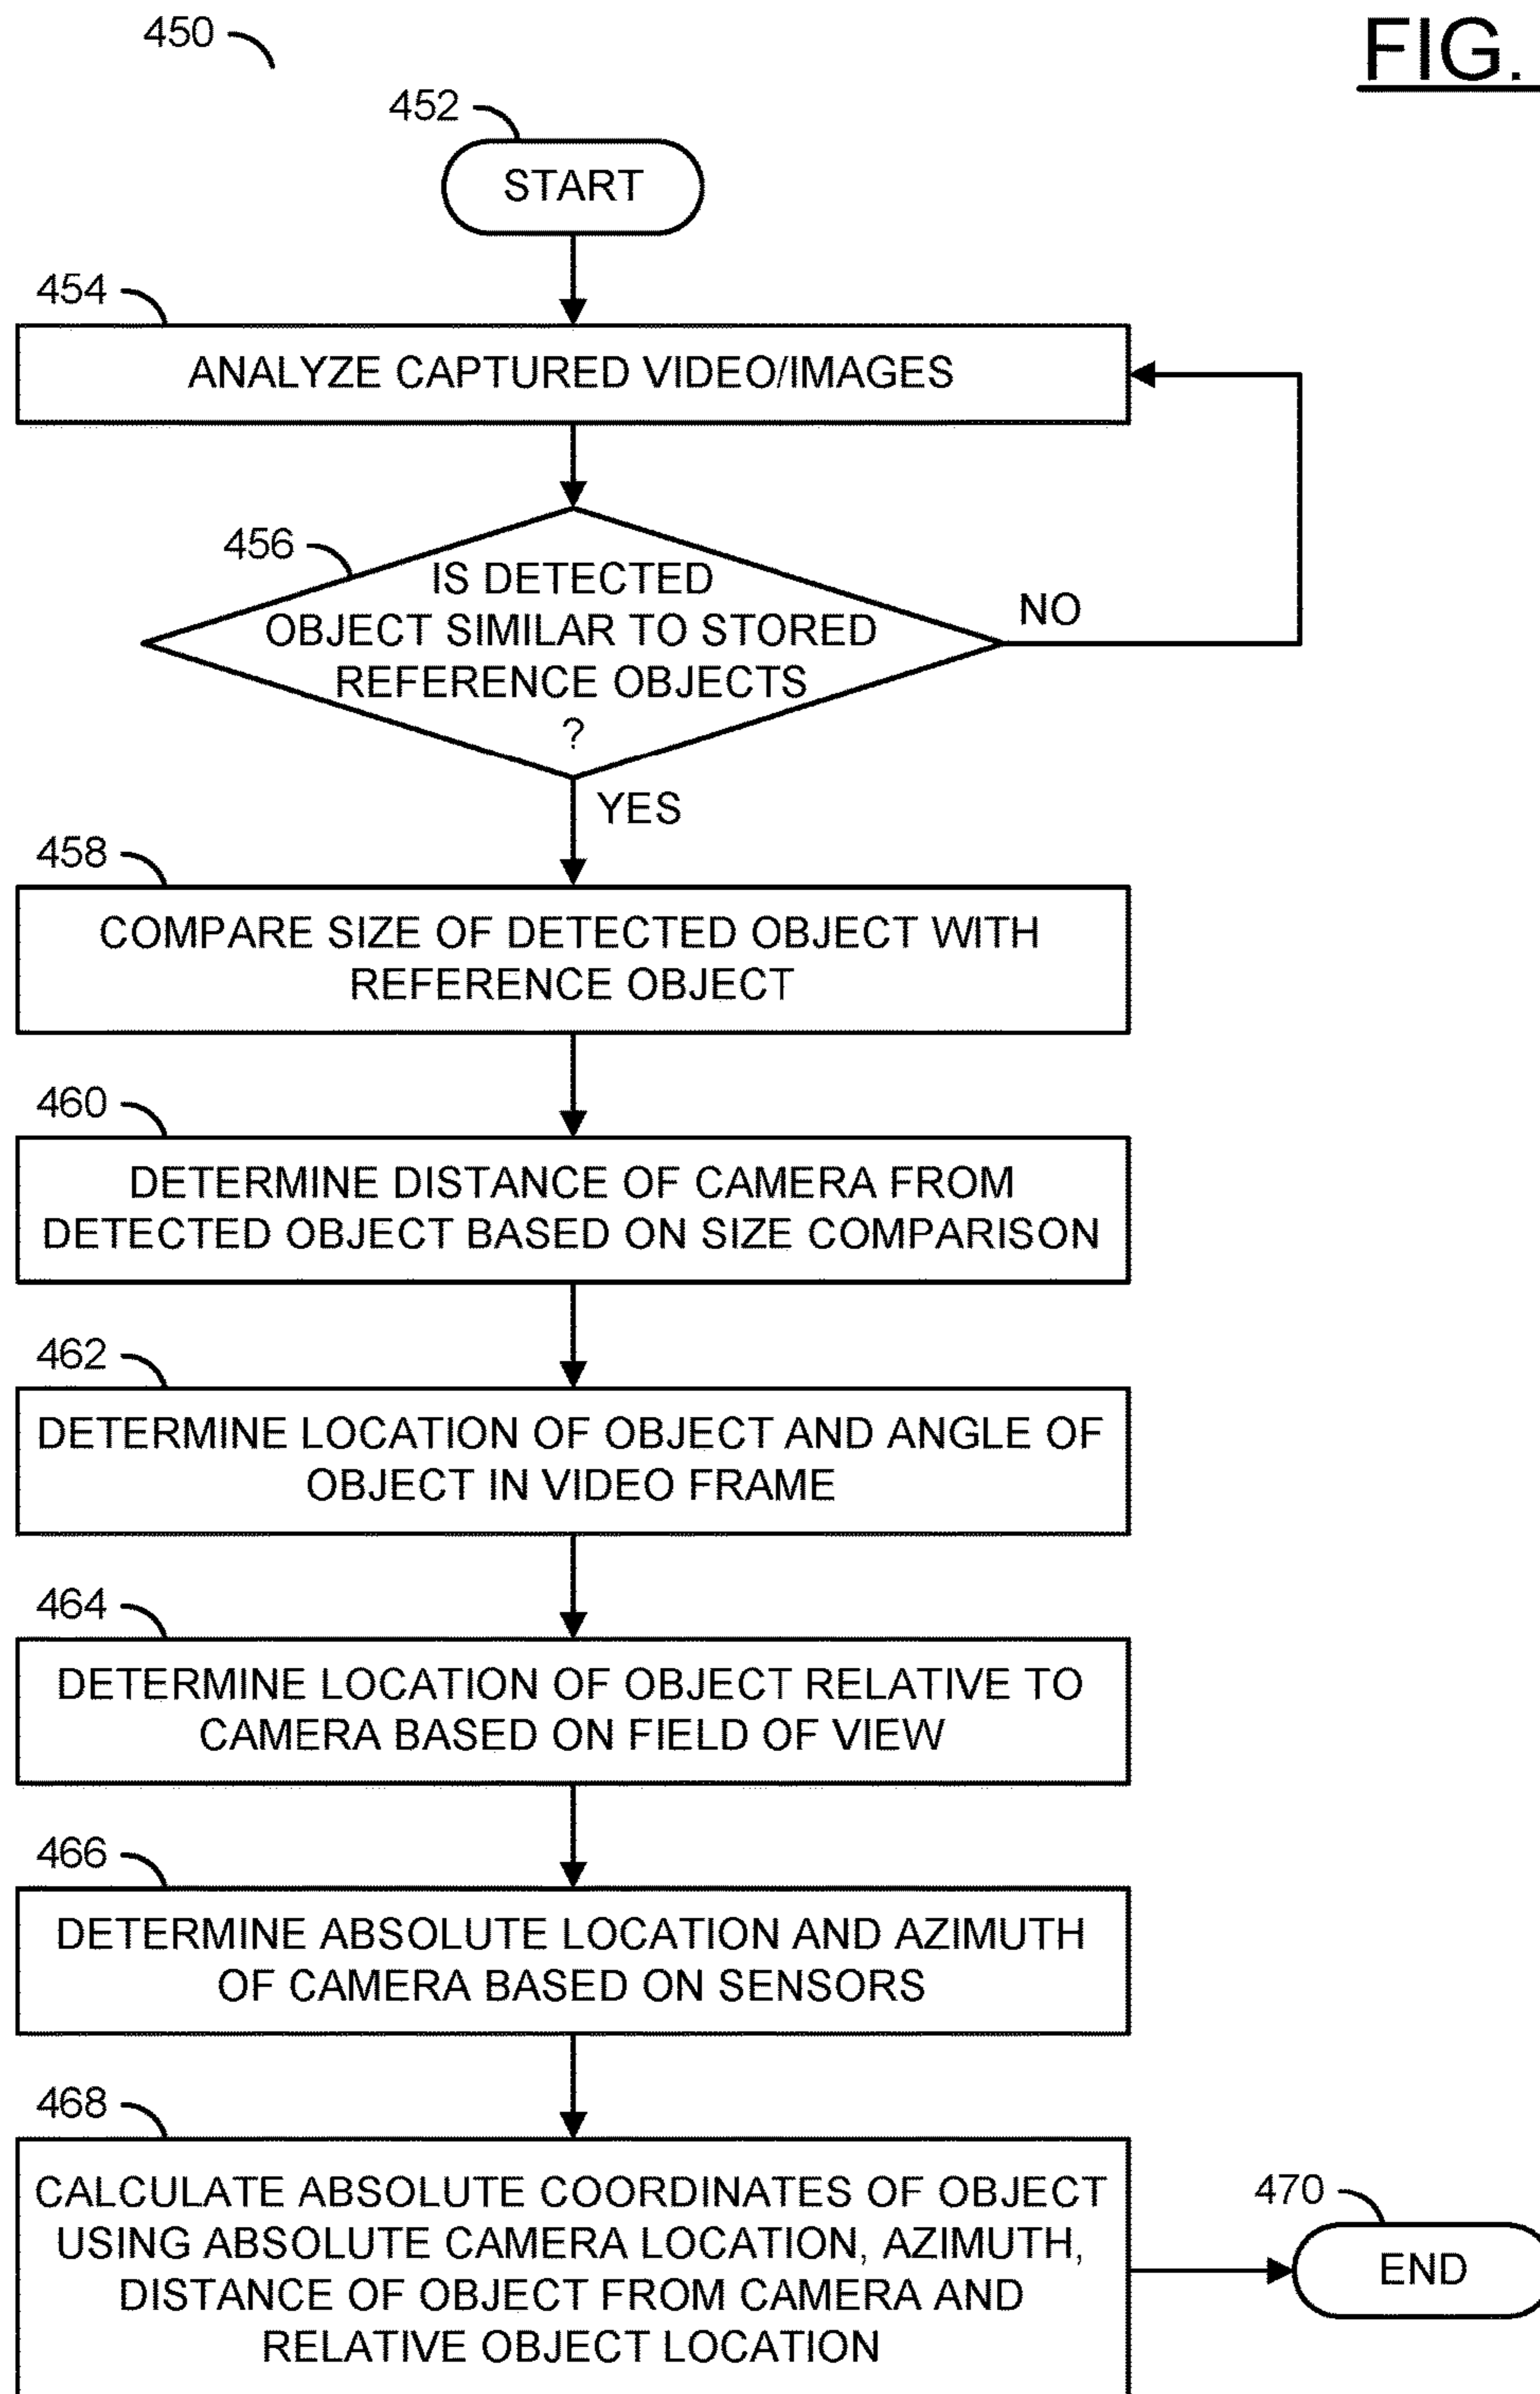 450
FIG.
452
START
454
ANALYZE CAPTURED VIDEO/IMAGES
456
IS DETECTED
OBJECT SIMILAR TO STORED
REFERENCE OBJECTS
?
NO
YES
458
COMPARE SIZE OF DETECTED OBJECT WITH
REFERENCE OBJECT
460
DETERMINE DISTANCE OF CAMERA FROM
DETECTED OBJECT BASED ON SIZE COMPARISON
462
DETERMINE LOCATION OF OBJECT AND ANGLE OF
OBJECT IN VIDEO FRAME
464
DETERMINE LOCATION OF OBJECT RELATIVE TO
CAMERA BASED ON FIELD OF VIEW
466
DETERMINE ABSOLUTE LOCATION AND AZIMUTH
OF CAMERA BASED ON SENSORS
468
CALCULATE ABSOLUTE COORDINATES OF OBJECT
USING ABSOLUTE CAMERA LOCATION, AZIMUTH,
DISTANCE OF OBJECT FROM CAMERA AND
RELATIVE OBJECT LOCATION
470
END